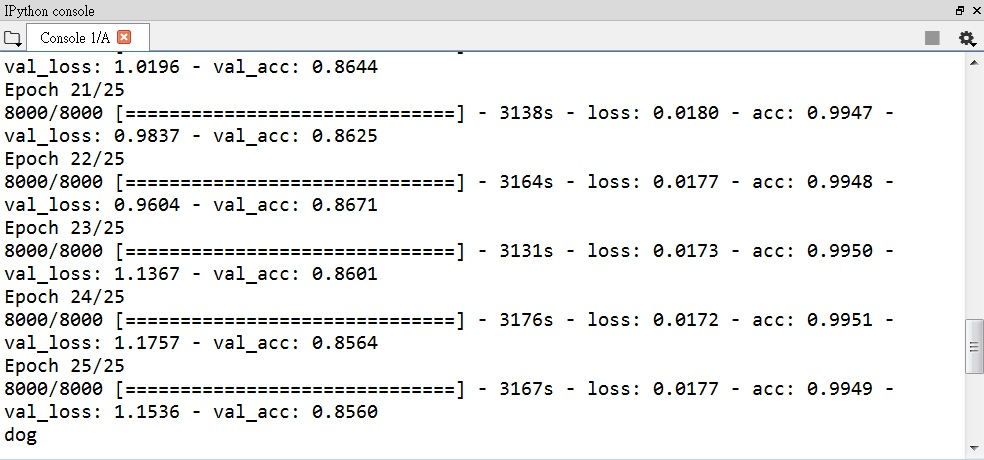 IPython console
Console 1/A
val_loss: 1.0196 - val_acc: 0.8644
Epoch 21/25
8000/8000 [==============================] - 3138s - loss: 0.0180 - acc: 0.9947 -
val_loss: 0.9837 - val_acc: 0.8625
Epoch 22/25
8000/8000 [==============================] - 3164s - loss: 0.0177 - acc: 0.9948 -
val_loss: 0.9604 - val_acc: 0.8671
Epoch 23/25
8000/8000 [==============================] - 3131s - loss: 0.0173 - acc: 0.9950 -
val_loss: 1.1367 - val_acc: 0.8601
Epoch 24/25
8000/8000 [==============================] - 3176s - loss: 0.0172 - acc: 0.9951 -
val_loss: 1.1757 - val_acc: 0.8564
Epoch 25/25
8000/8000 [==============================] - 3167s - loss: 0.0177 - acc: 0.9949 -
val_loss: 1.1536 - val_acc: 0.8560
dog